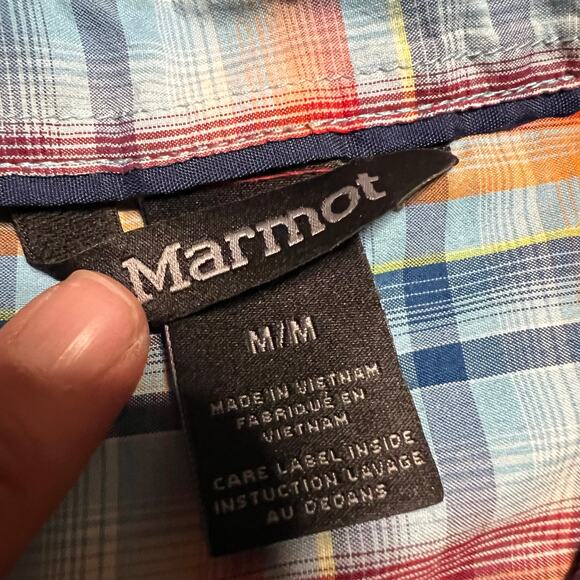 Marmot
M/M
MADE IN VIETNAM
FABRIQUÉ EN
VIETNAM
CARE LABEL INSIDE
INSTUCTION LAVAGE
AU DEDANS